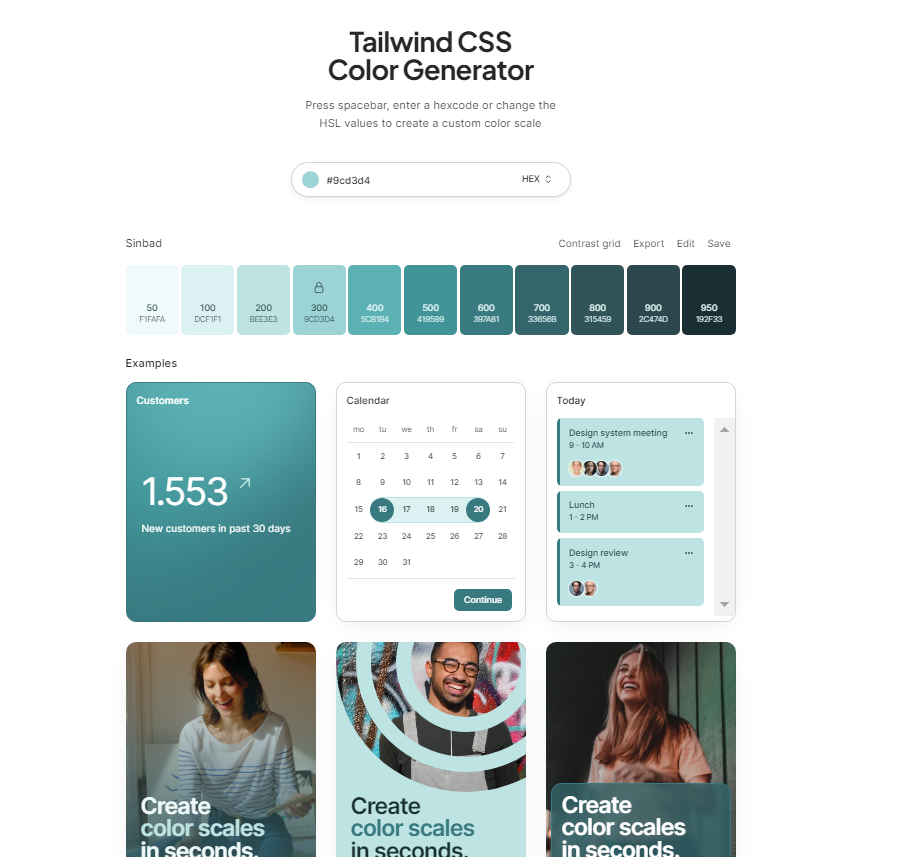 Tailwind CSS
Color Generator
Press spacebar, enter a hexcode or change the
HSL values to create a custom color scale
#9cd3d4 HEX
Sinbad Contrast grid Export Edit Save
50 100 200 300 400 500 600 700 800 900 950
F1FAFA DCF1F1 BEE3E3 9CD3D4 5CB1B4 419599 397A81 33656B 315459 2C474D 192F33
Examples
Customers
1.553
New customers in past 30 days
Calendar
mo tu we th fr sa su
1 2 3 4 5 6 7
8 9 10 11 12 13 14
15 16 17 18 19 20 21
22 23 24 25 26 27 28
29 30 31
Continue
Today
Design system meeting
9 - 10 AM
Lunch
1 - 2 PM
Design review
3 - 4 PM
Create
color scales
in seconds.
Create
color scales
in seconds.
Create
color scales
in seconds.